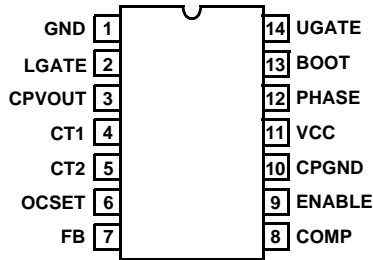 GND 1 14 UGATE
LGATE 2 13 BOOT
CPVOUT 3 12 PHASE
CT1 4 11 VCC
CT2 5 10 CPGND
OCSET 6 9 ENABLE
FB 7 8 COMP